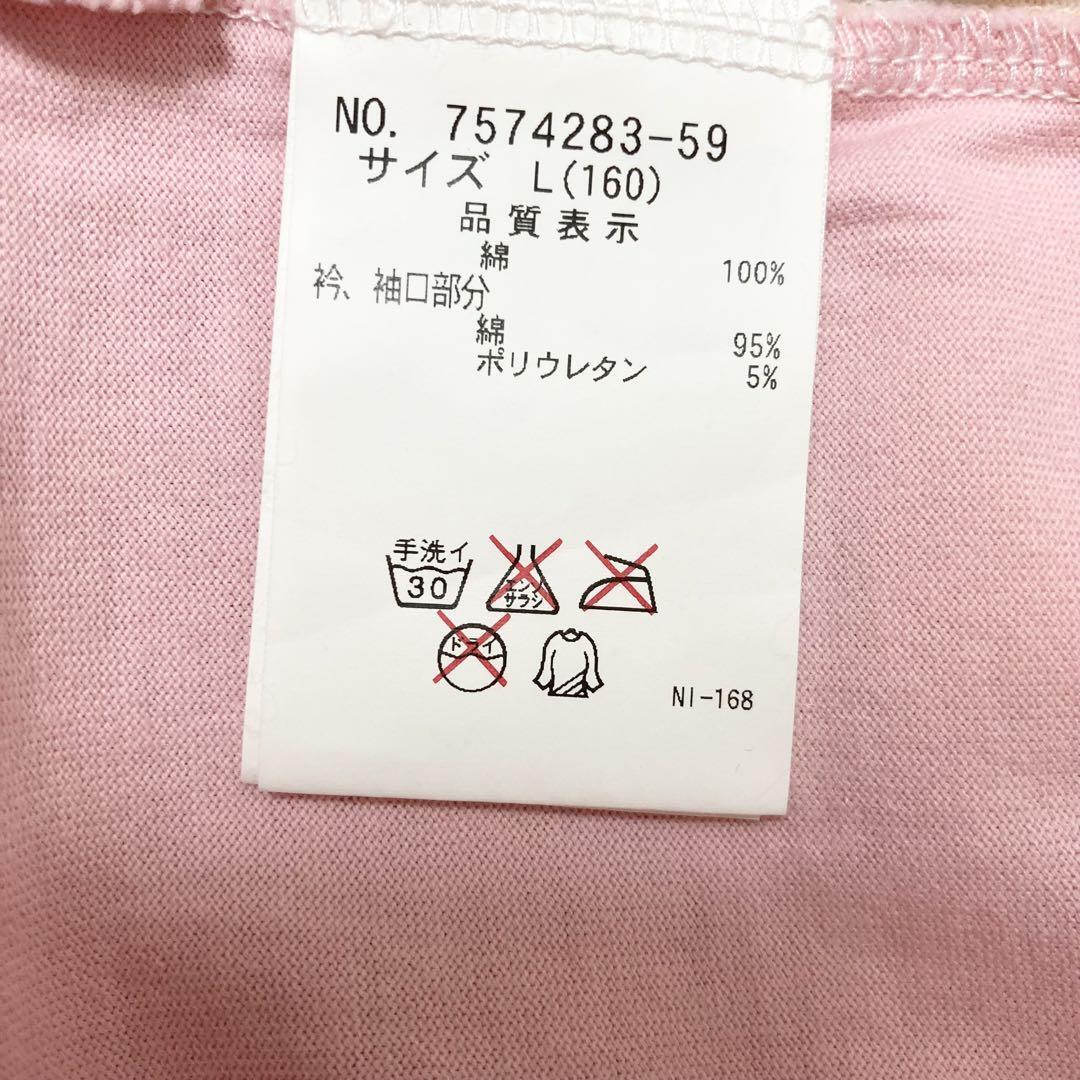 NO. 7574283-59
サイズ L(160)
品質表示
綿 100%
衿、袖口部分
綿 95%
ポリウレタン 5%
手洗イ
30
エンソ
サラシ
ドライ
NI-168